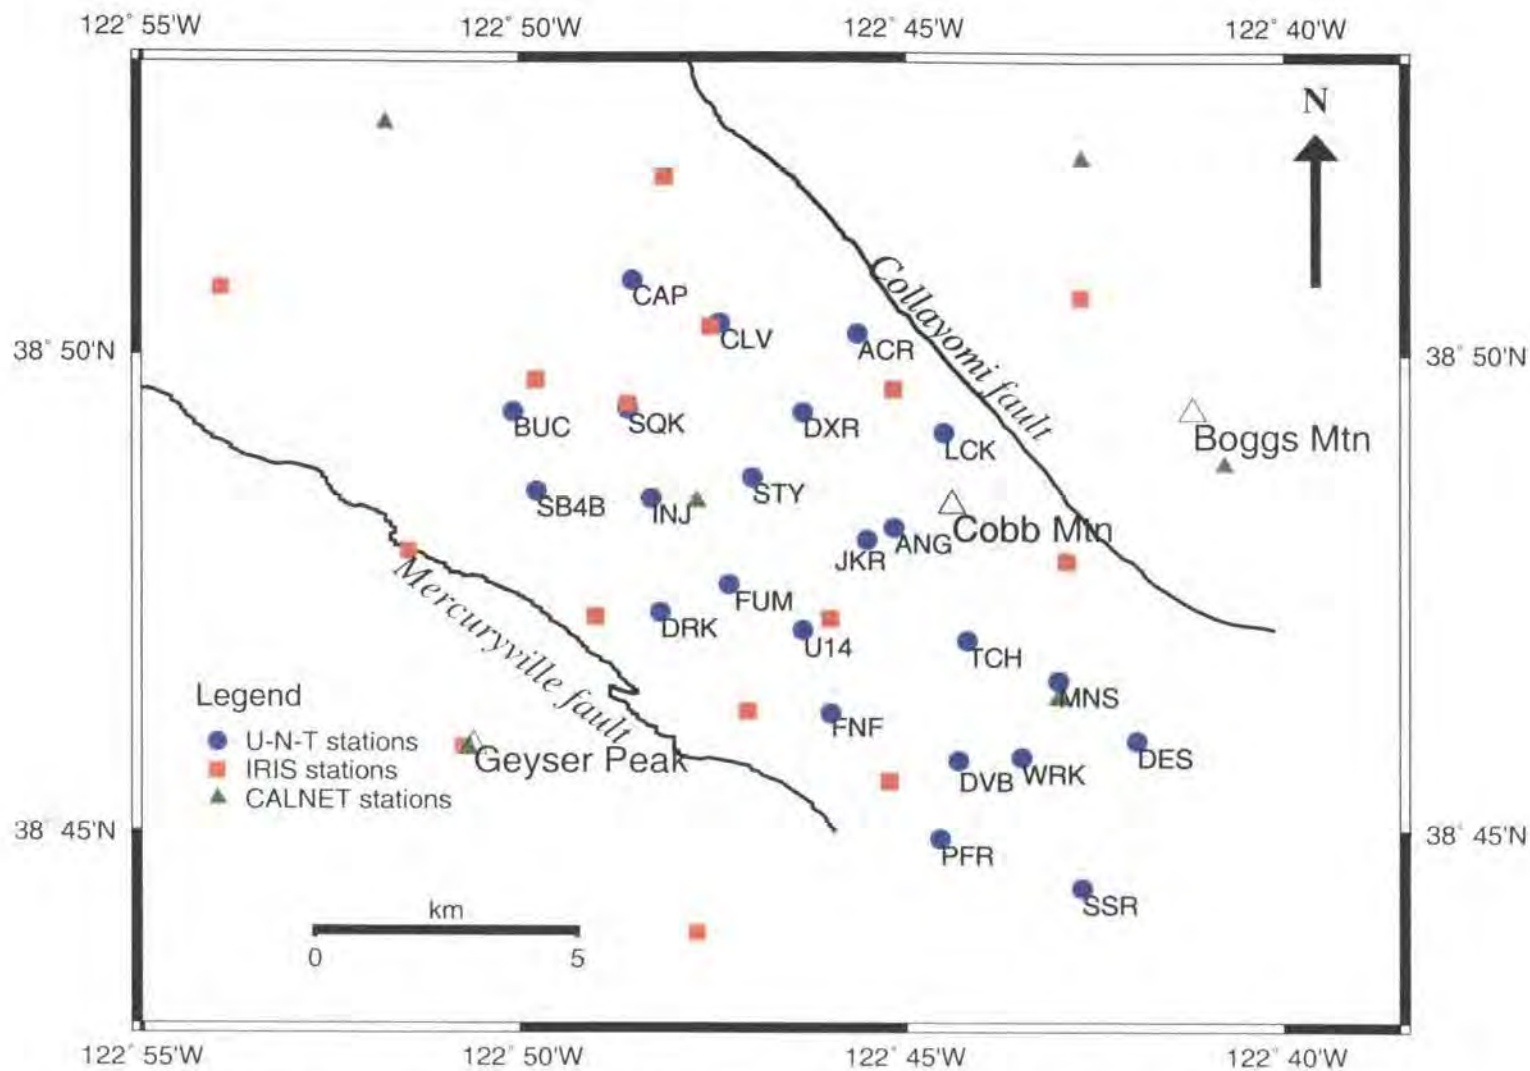 122° 55'W
122° 50'W
122° 45'W
122° 40'W
N
CAP
CLV
ACR
Collayomi fault
38° 50'N
38° 50'N
BUC
SQK
DXR
LCK
Boggs Mtn
SB4B
INJ
STY
Cobb Mtn
ANG
JKR
Mercuryville fault
FUM
DRK
U14
TCH
MNS
Legend
U-N-T stations
IRIS stations
CALNET stations
Geyser Peak
FNF
DVB
WRK
DES
38° 45'N
38° 45'N
PFR
SSR
km
0
5
122° 55'W
122° 50'W
122° 45'W
122° 40'W